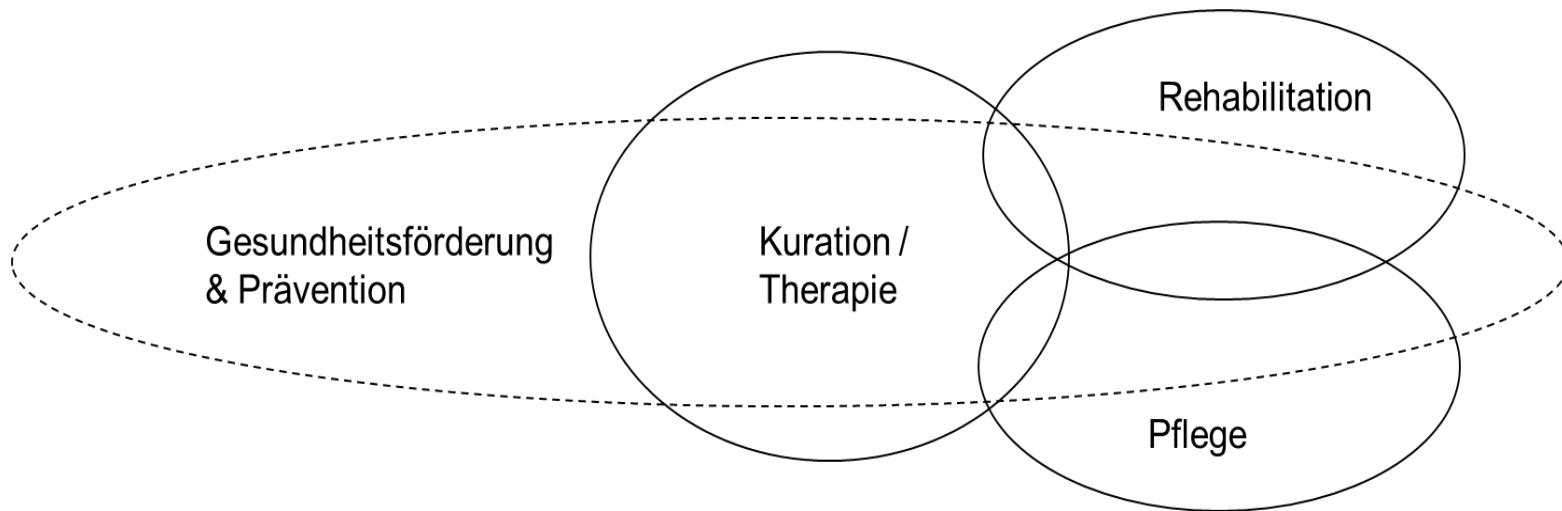 Rehabilitation
Gesundheitsförderung
& Prävention
Kuration /
Therapie
Pflege